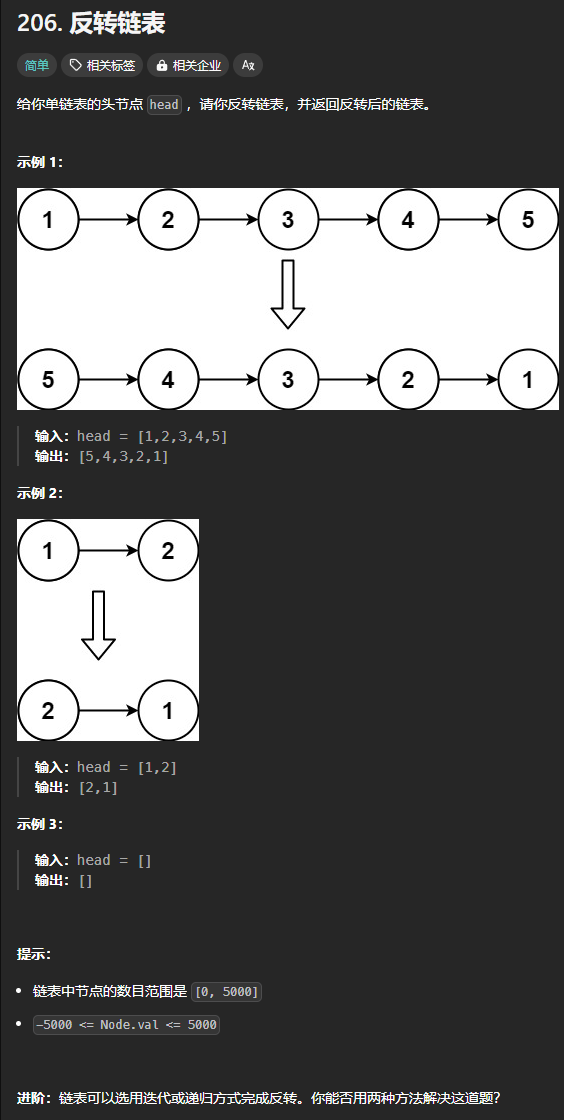 206. 反转链表
简单 相关标签 相关企业 Aあ
给你单链表的头节点 head ，请你反转链表，并返回反转后的链表。
示例 1：
1 2 3 4 5
5 4 3 2 1
输入：head = [1,2,3,4,5]
输出：[5,4,3,2,1]
示例 2：
1 2
2 1
输入：head = [1,2]
输出：[2,1]
示例 3：
输入：head = []
输出：[]
提示：
• 链表中节点的数目范围是 [0, 5000]
• -5000 <= Node.val <= 5000
进阶：链表可以选用迭代或递归方式完成反转。你能否用两种方法解决这道题？